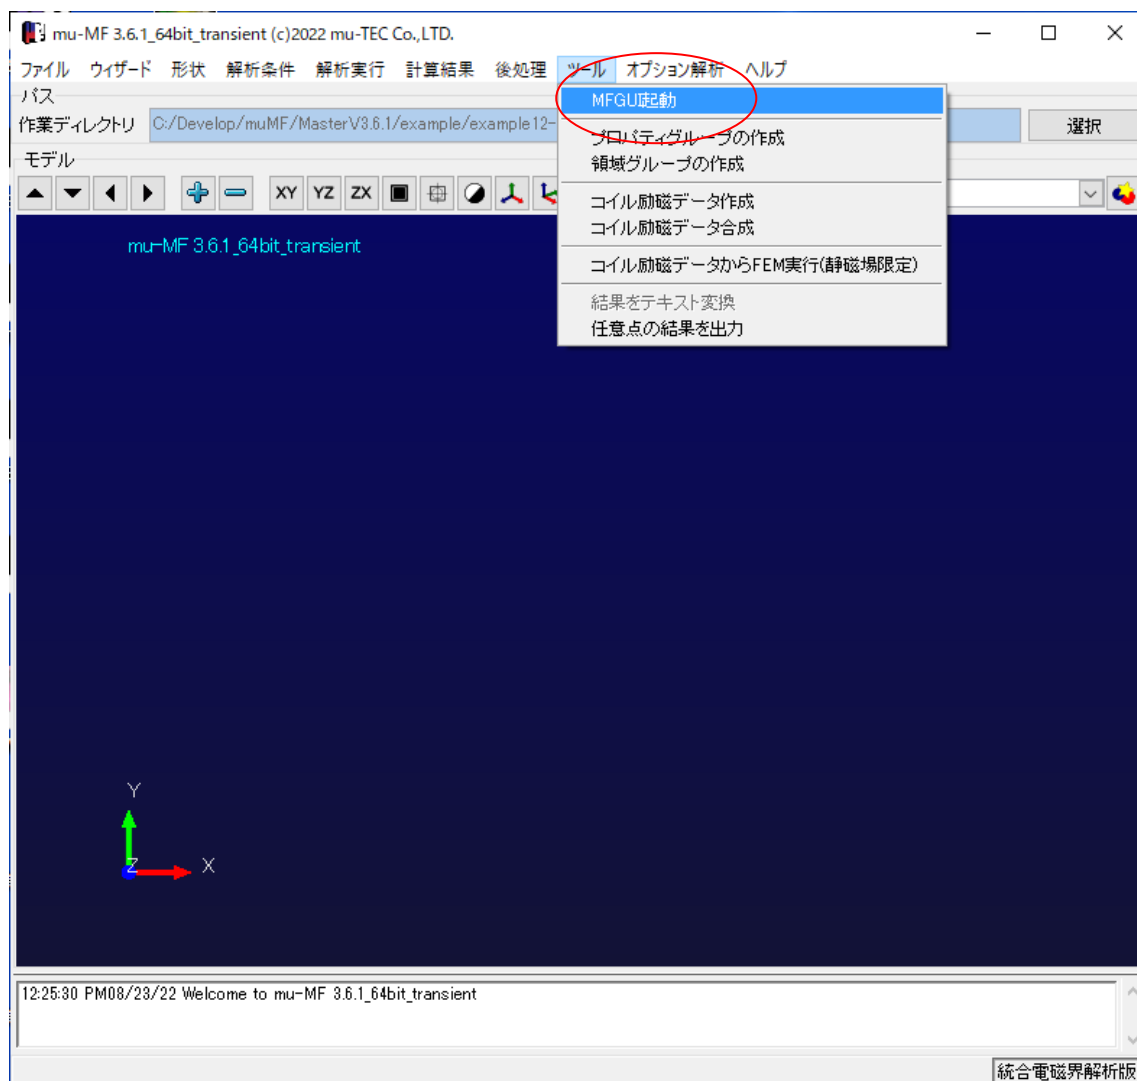 mu-MF 3.6.1_64bit_transient (c)2022 mu-TEC Co.,LTD.
ファイル ウィザード 形状 解析条件 解析実行 計算結果 後処理 ツール オプション解析 ヘルプ
パス
作業ディレクトリ C:/Develop/muMF/MasterV3.6.1/example/example12- 選択
モデル
XY YZ ZX
MFGUI起動
プロパティグループの作成
領域グループの作成
コイル励磁データ作成
コイル励磁データ合成
コイル励磁データからFEM実行(静磁場限定)
結果をテキスト変換
任意点の結果を出力
mu-MF 3.6.1_64bit_transient
Y
Z
X
12:25:30 PM08/23/22 Welcome to mu-MF 3.6.1_64bit_transient
統合電磁界解析版